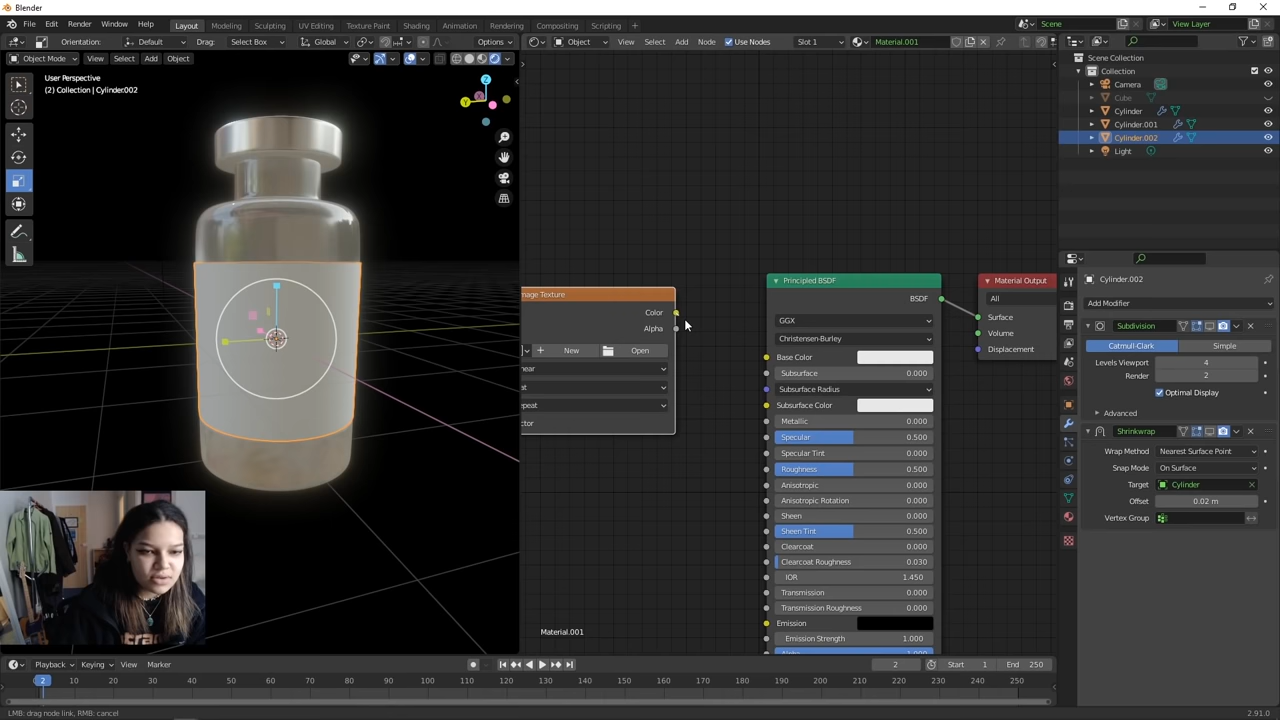 Blender
File Edit Render Window Help Layout Modeling Sculpting UV Editing Texture Paint Shading Animation Rendering Compositing Scripting + Scene View Layer
Orientation: Default Drag: Select Box Global Options Object View Select Add Node Use Nodes Slot 1 Material.001
Object Mode View Select Add Object
User Perspective
(2) Collection | Cylinder.002
Z
Y
X
Scene Collection
Collection
Camera
Cube
Cylinder
Cylinder.001
Cylinder.002
Light
mage Texture
Color
Alpha
New Open
near
at
epeat
ctor
Principled BSDF
BSDF
GGX
Christensen-Burley
Base Color
Subsurface 0.000
Subsurface Radius
Subsurface Color
Metallic 0.000
Specular 0.500
Specular Tint 0.000
Roughness 0.500
Anisotropic 0.000
Anisotropic Rotation 0.000
Sheen 0.000
Sheen Tint 0.500
Clearcoat 0.000
Clearcoat Roughness 0.030
IOR 1.450
Transmission 0.000
Transmission Roughness 0.000
Emission
Emission Strength 1.000
Alpha 1.000
Material Output
All
Surface
Volume
Displacement
Material.001
Cylinder.002
Add Modifier
Subdivision
Catmull-Clark Simple
Levels Viewport 4
Render 2
Optimal Display
Advanced
Shrinkwrap
Wrap Method Nearest Surface Point
Snap Mode On Surface
Target Cylinder
Offset 0.02 m
Vertex Group
Playback Keying View Marker 2 Start 1 End 250
2 10 20 30 40 50 60 70 80 90 100 110 120 130 140 150 160 170 180 190 200 210 220 230 240 250
LMB: drag node link, RMB: cancel 2.91.0